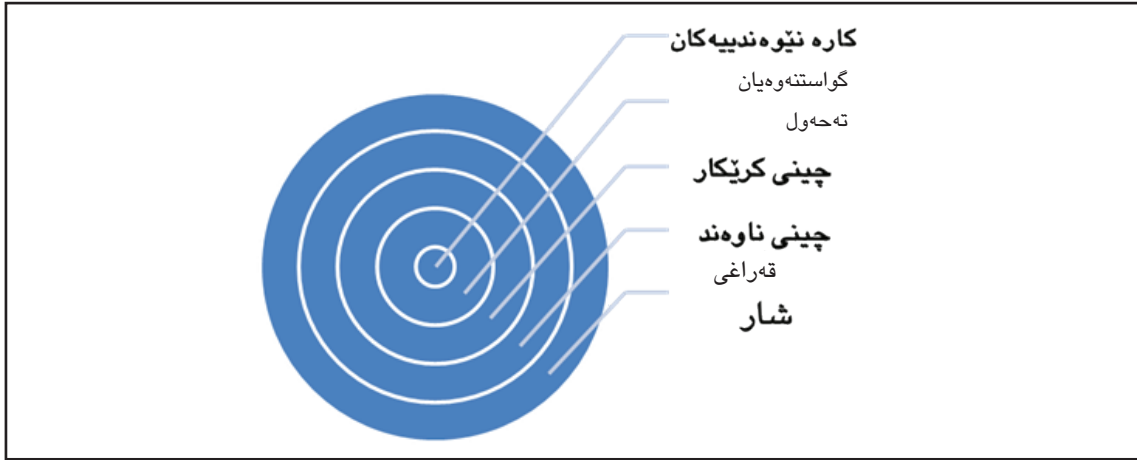 کارە نێوەندییەکان
گواستنەوەیان
تەحەول
چینی کرێکار
چینی ناوەند
قەراغی
شار